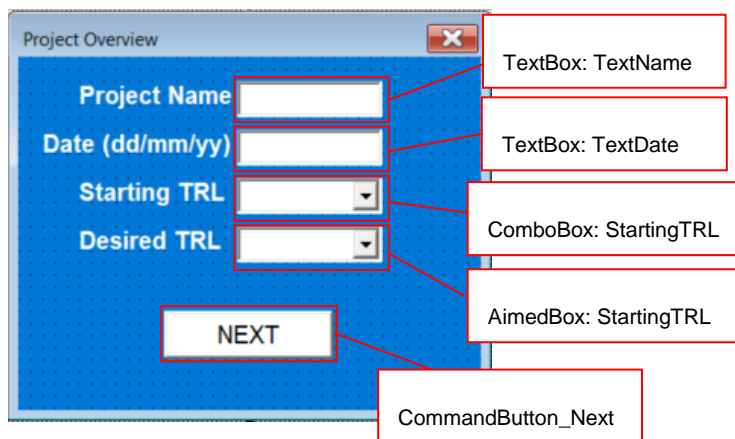 Project Overview
TextBox: TextName
Project Name
Date (dd/mm/yy)
TextBox: TextDate
Starting TRL
ComboBox: StartingTRL
Desired TRL
AimedBox: StartingTRL
NEXT
CommandButton_Next